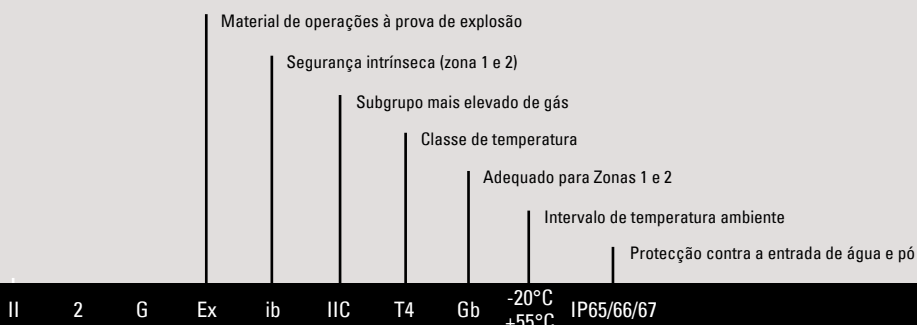 Material de operações à prova de explosão
Segurança intrínseca (zona 1 e 2)
Subgrupo mais elevado de gás
Classe de temperatura
Adequado para Zonas 1 e 2
Intervalo de temperatura ambiente
Protecção contra a entrada de água e pó
II 2 G Ex ib IIC T4 Gb -20°C IP65/66/67
+55°C